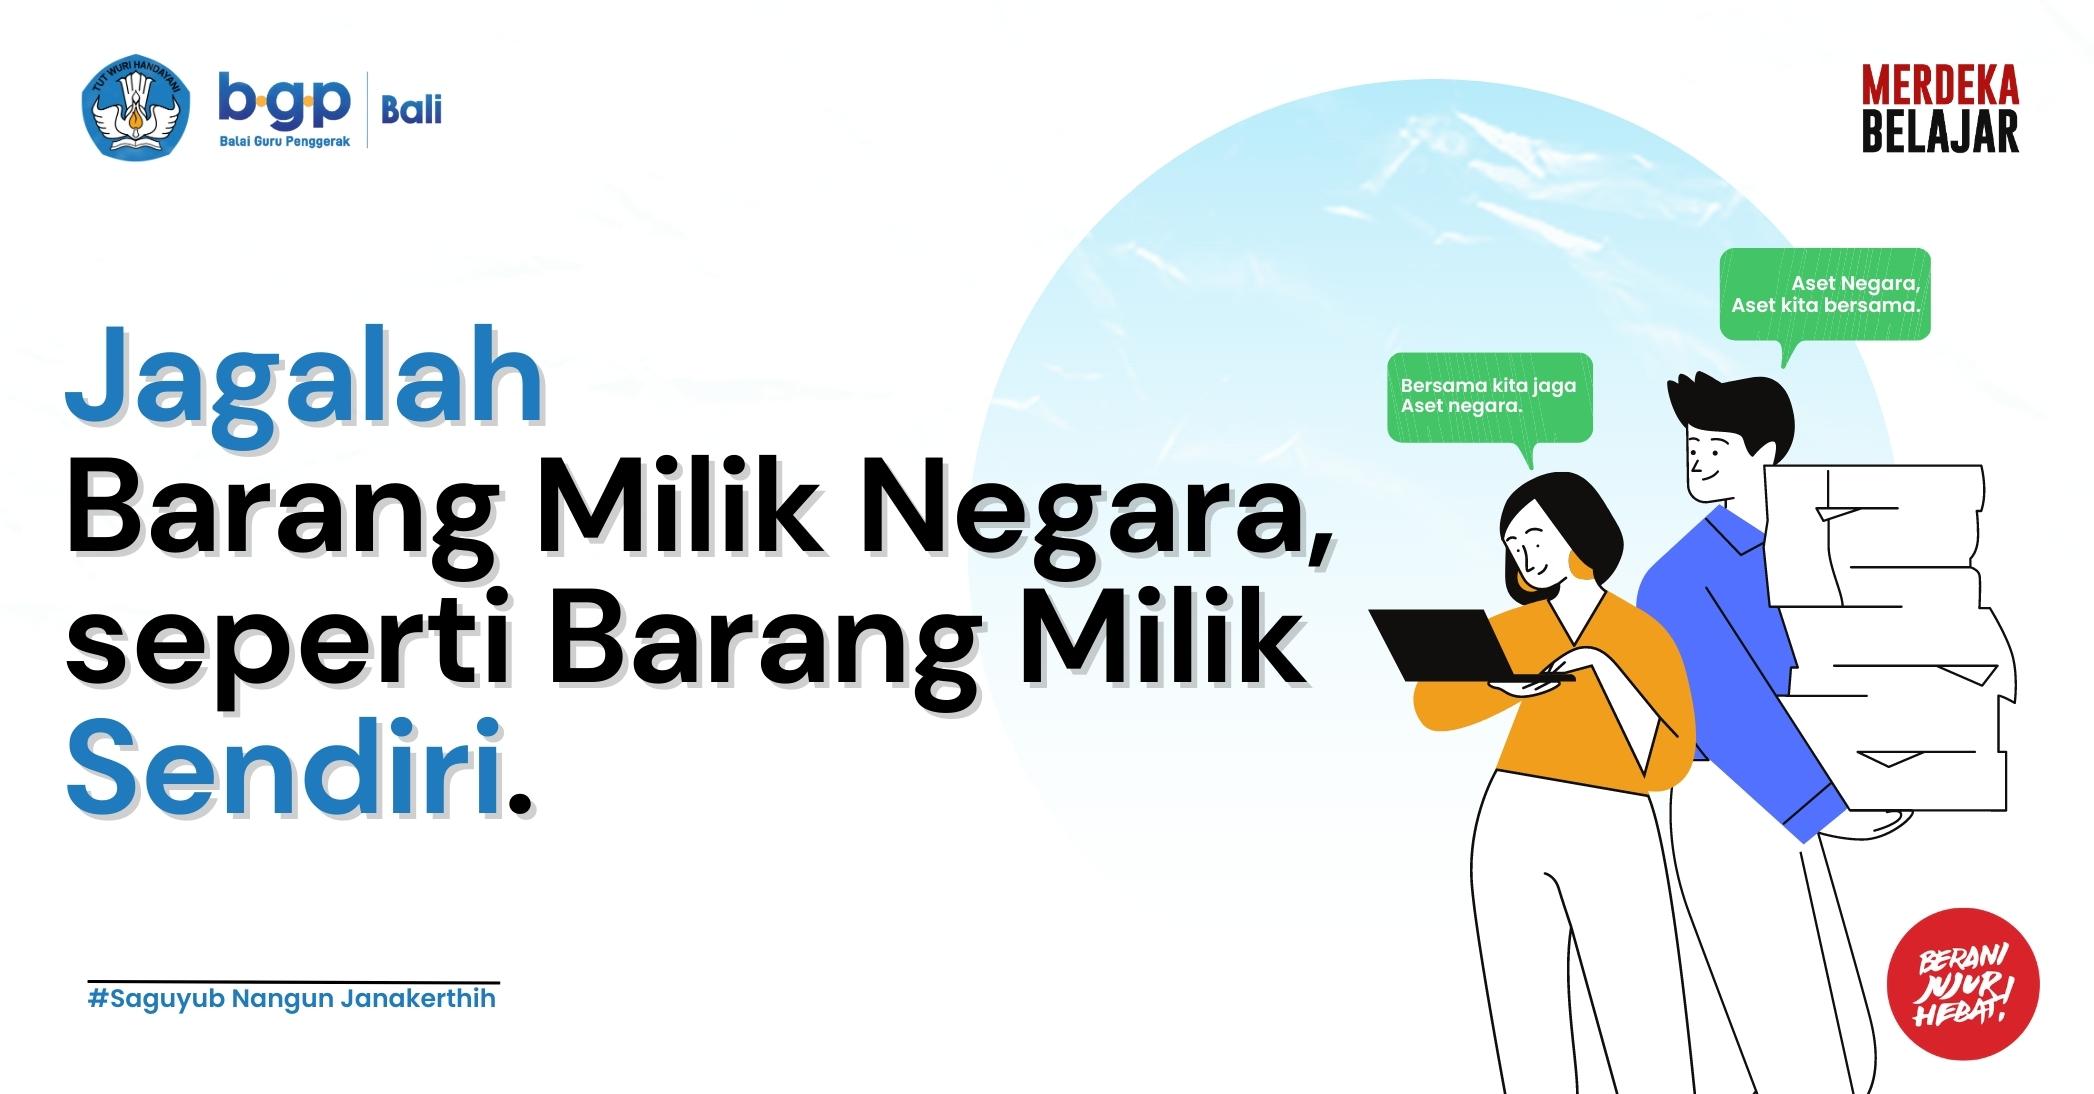 TUT WURI HANDAYANI
b·g·p
Balai Guru Penggerak
Bali
MERDEKA
BELAJAR
Aset Negara,
Aset kita bersama.
Bersama kita jaga
Aset negara.
Jagalah
Barang Milik Negara,
seperti Barang Milik
Sendiri.
#Saguyub Nangun Janakerthih
BERANI
JUJUR
HEBAT!